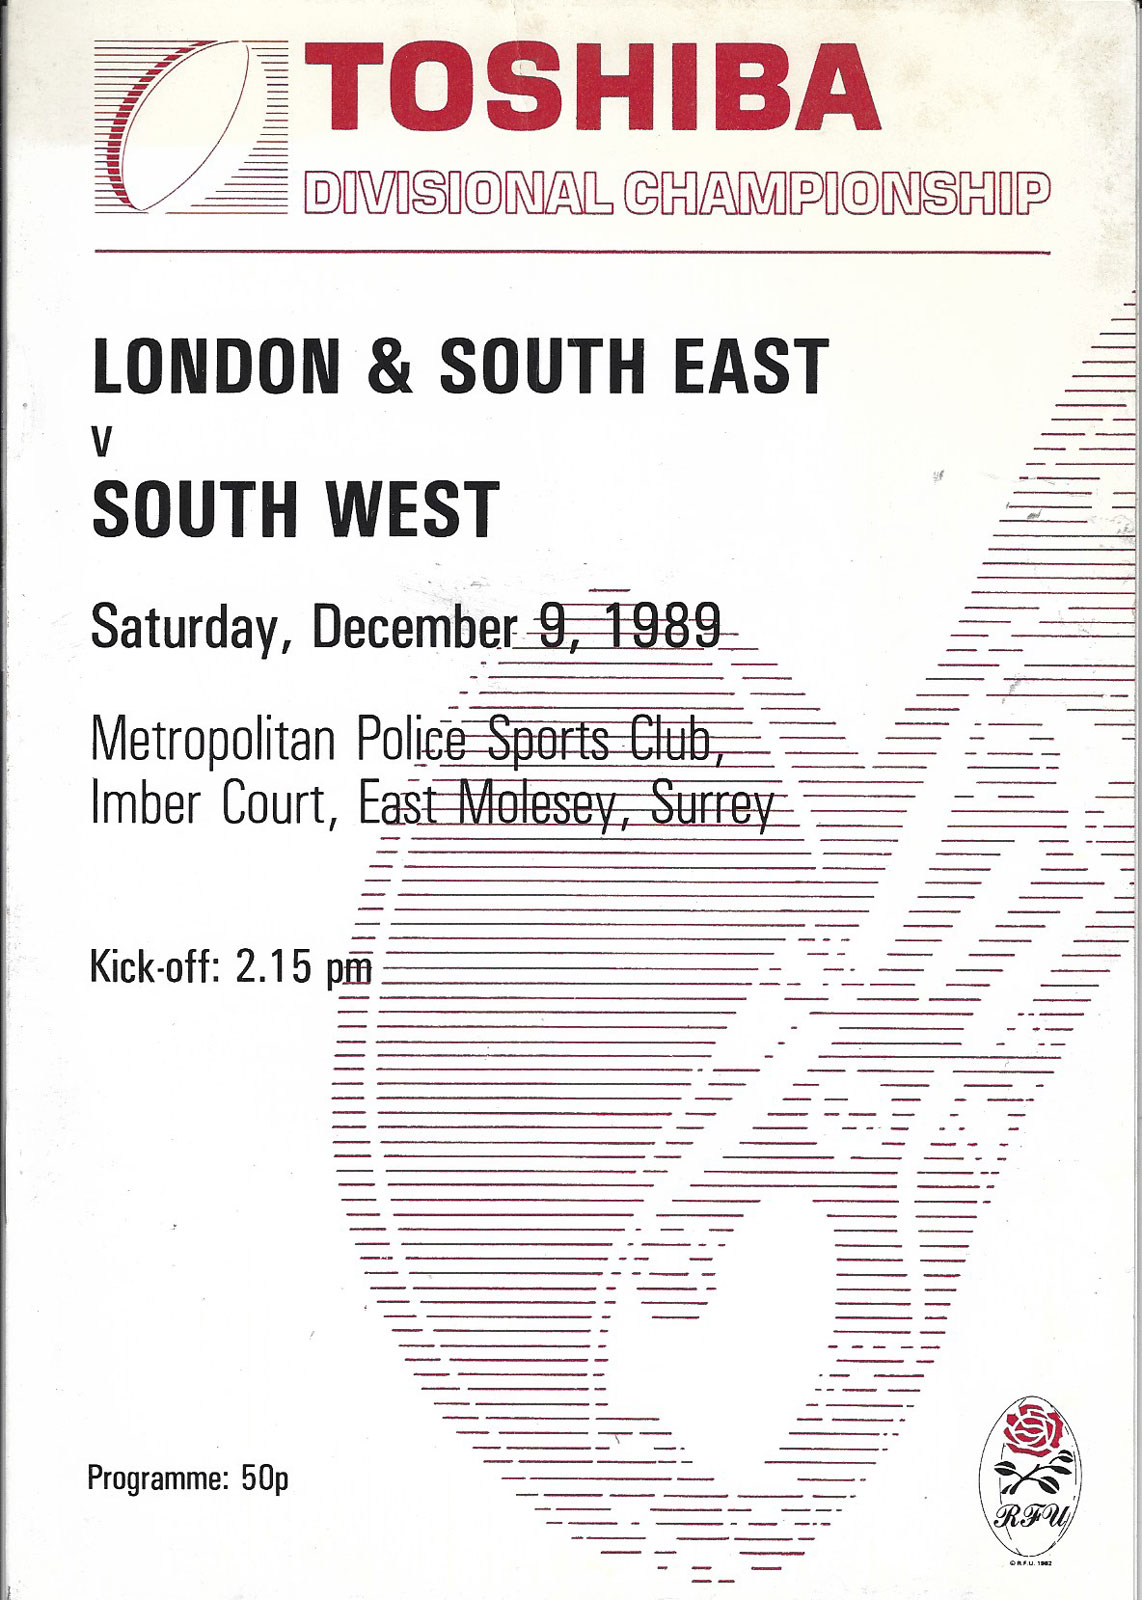 TOSHIBA
DIVISIONAL CHAMPIONSHIP
LONDON & SOUTH EAST
v
SOUTH WEST
Saturday, December 9, 1989
Metropolitan Police Sports Club,
Imber Court, East Molesey, Surrey
Kick-off: 2.15 pm
Programme: 50p
RFU
© R.F.U. 1982